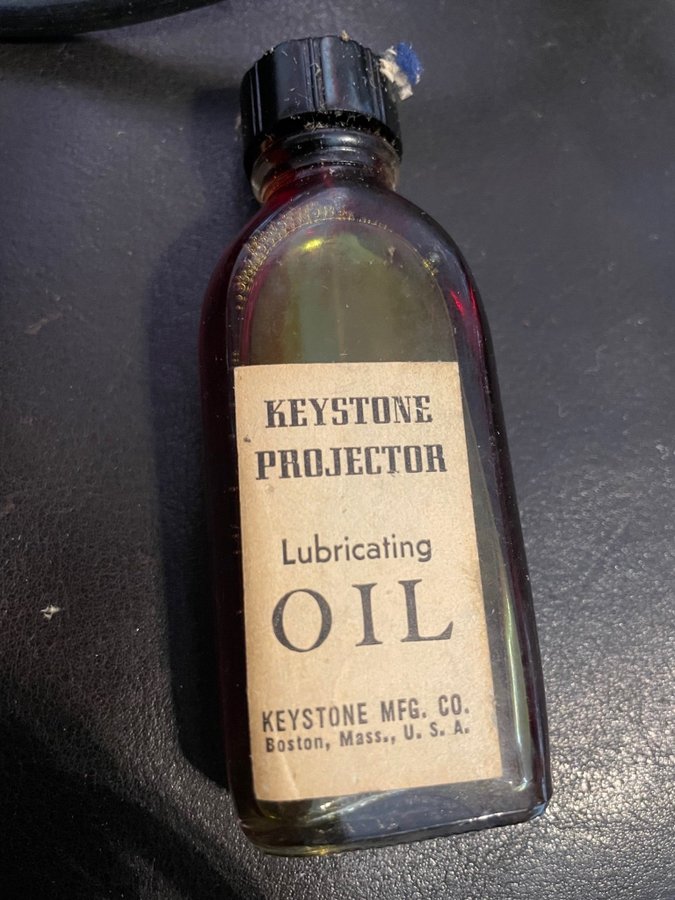 KEYSTONE
PROJECTOR
Lubricating
OIL
KEYSTONE MFG. CO.
Boston, Mass., U. S. A.